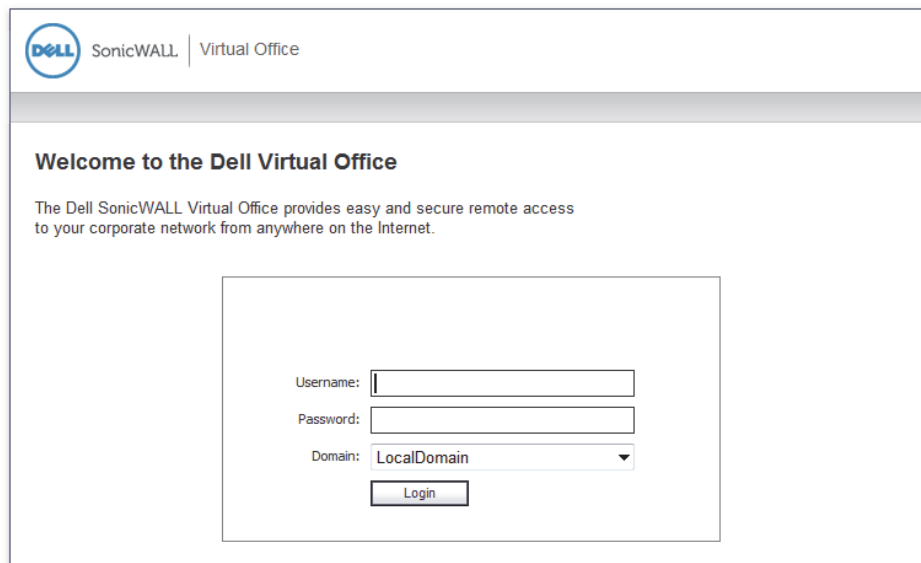 DELL SonicWALL Virtual Office
Welcome to the Dell Virtual Office
The Dell SonicWALL Virtual Office provides easy and secure remote access
to your corporate network from anywhere on the Internet.
Username:
Password:
Domain: LocalDomain
Login